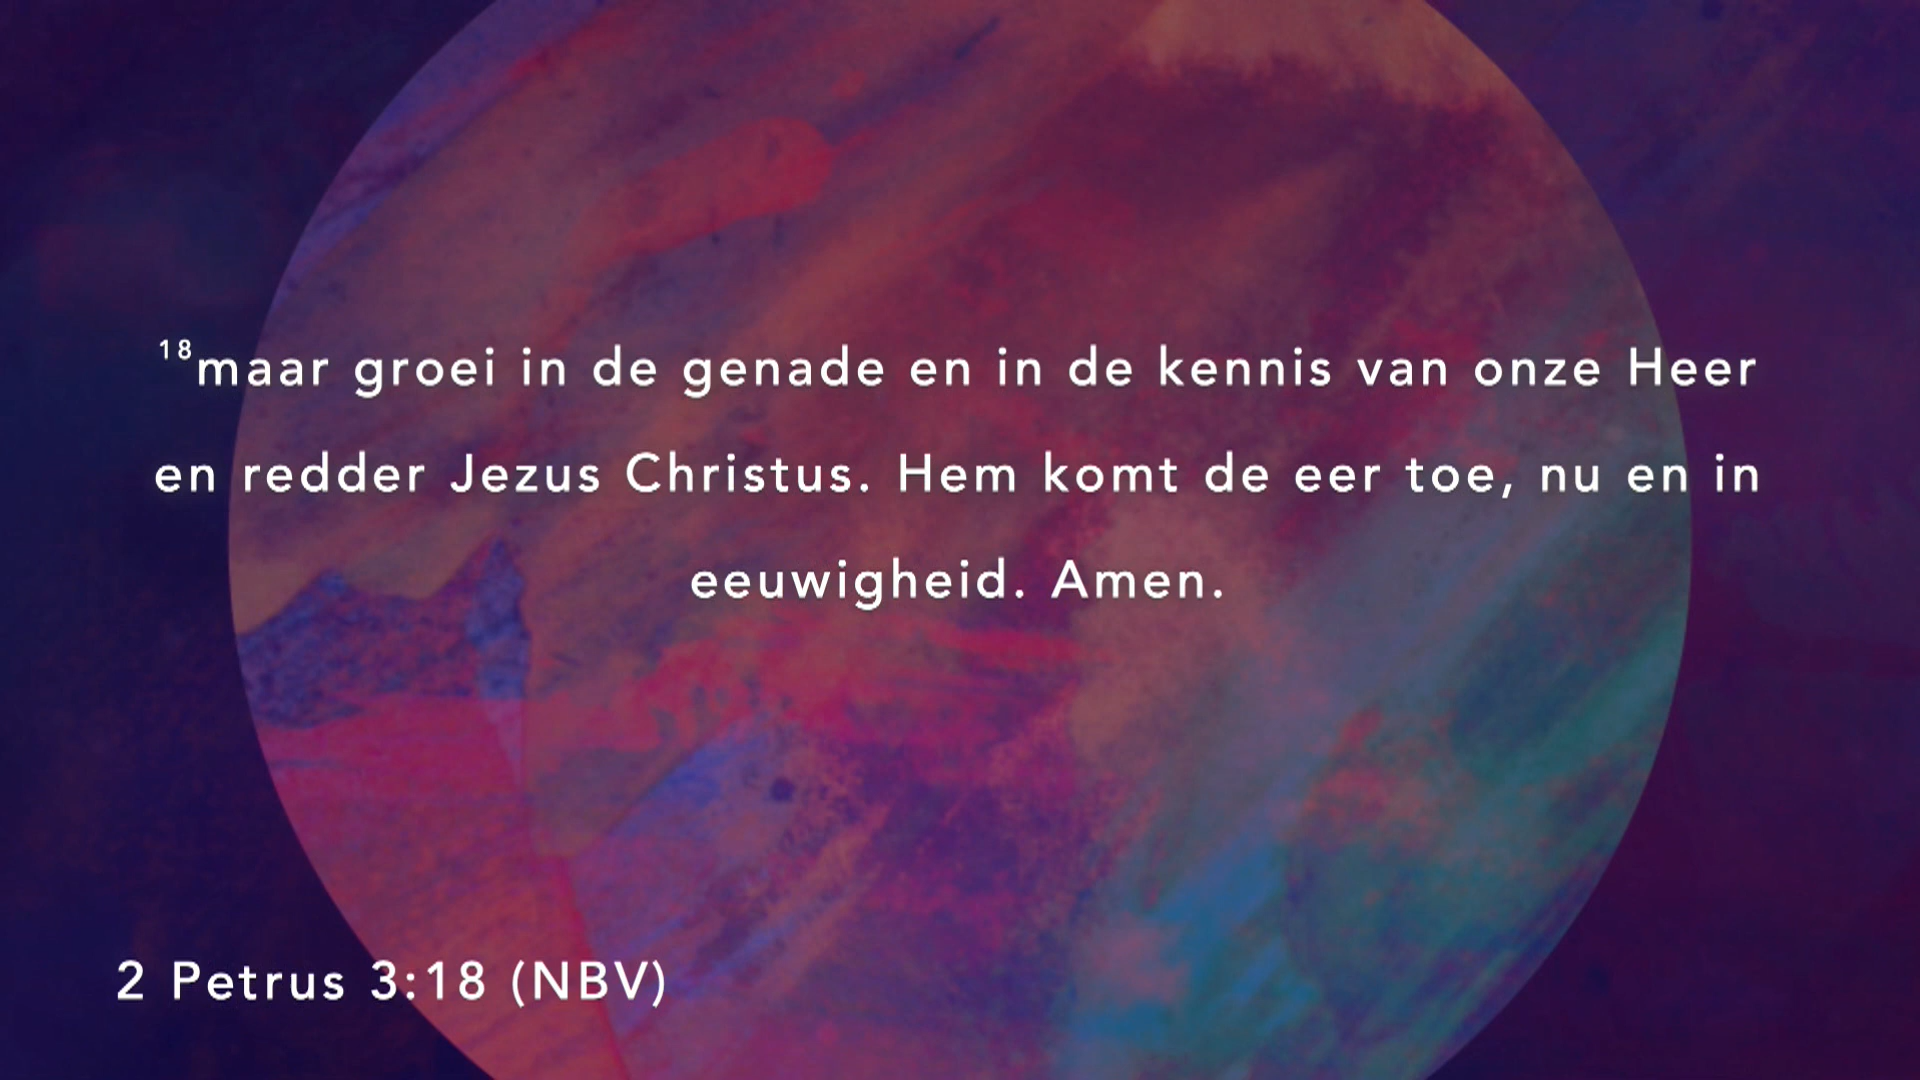 ¹⁸maar groei in de genade en in de kennis van onze Heer
en redder Jezus Christus. Hem komt de eer toe, nu en in
eeuwigheid. Amen.
2 Petrus 3:18 (NBV)